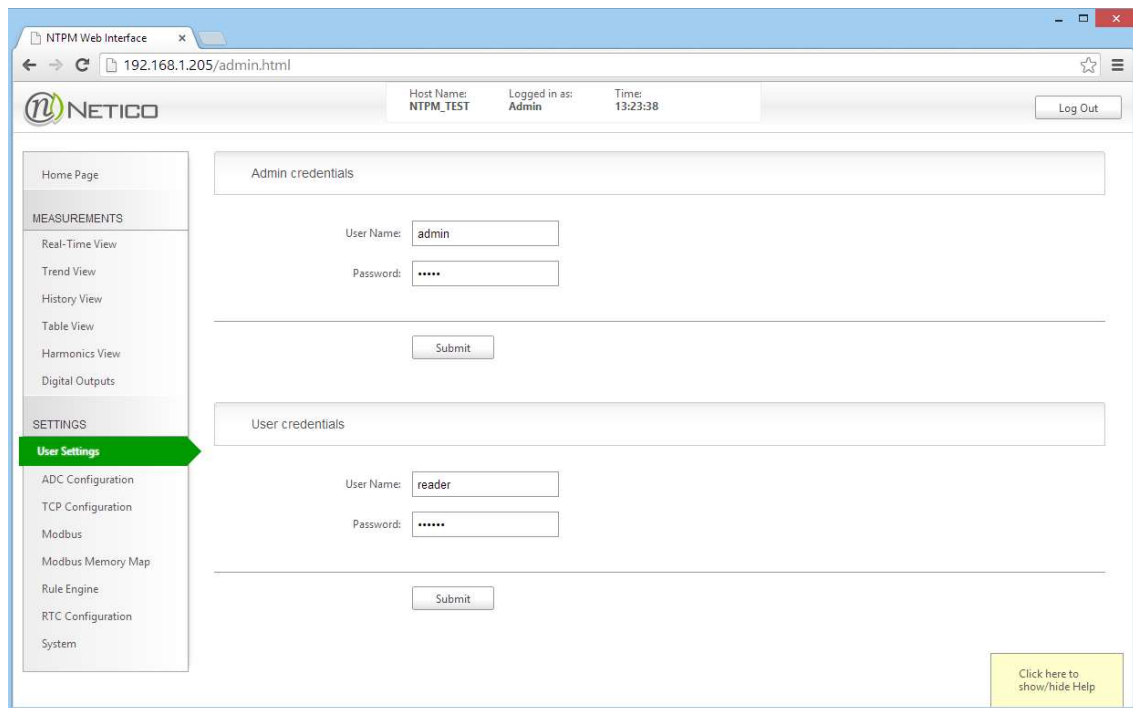 NTPM Web Interface
192.168.1.205/admin.html
NETICO
Host Name:
NTPM_TEST
Logged in as:
Admin
Time:
13:23:38
Log Out
Home Page
MEASUREMENTS
Real-Time View
Trend View
History View
Table View
Harmonics View
Digital Outputs
SETTINGS
User Settings
ADC Configuration
TCP Configuration
Modbus
Modbus Memory Map
Rule Engine
RTC Configuration
System
Admin credentials
User Name: admin
Password: •••••
Submit
User credentials
User Name: reader
Password: ••••••
Submit
Click here to
show/hide Help